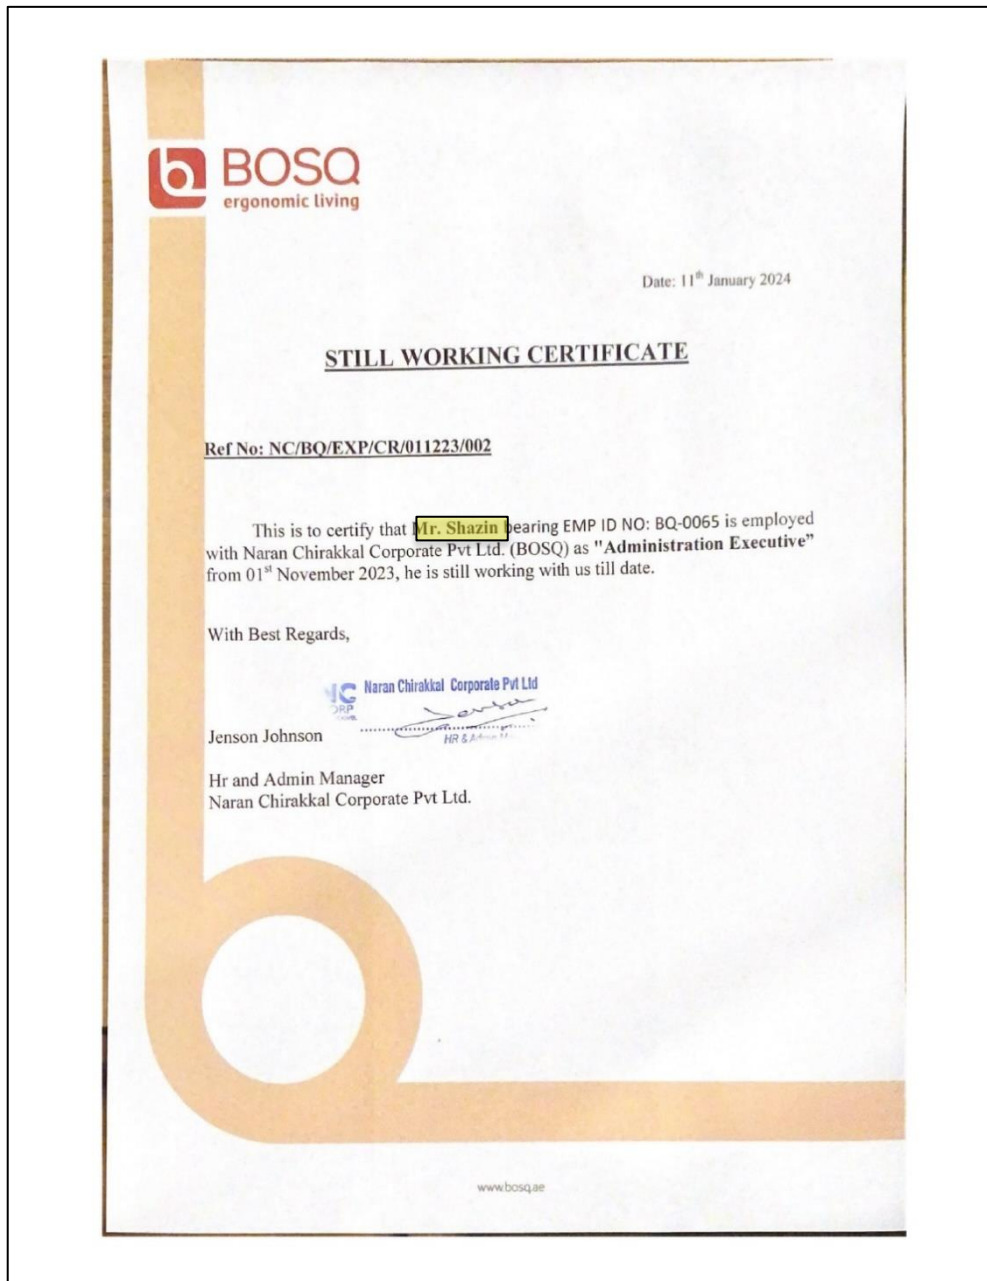 BOSQ
ergonomic living
Date: 11th January 2024
STILL WORKING CERTIFICATE
Ref No: NC/BQ/EXP/CR/011223/002
This is to certify that Mr. Shazin bearing EMP ID NO: BQ-0065 is employed
with Naran Chirakkal Corporate Pvt Ltd. (BOSQ) as "Administration Executive"
from 01st November 2023, he is still working with us till date.
With Best Regards,
Naran Chirakkal Corporate Pvt Ltd
HR &
Jenson Johnson
Hr and Admin Manager
Naran Chirakkal Corporate Pvt Ltd.
www.bosq.ae